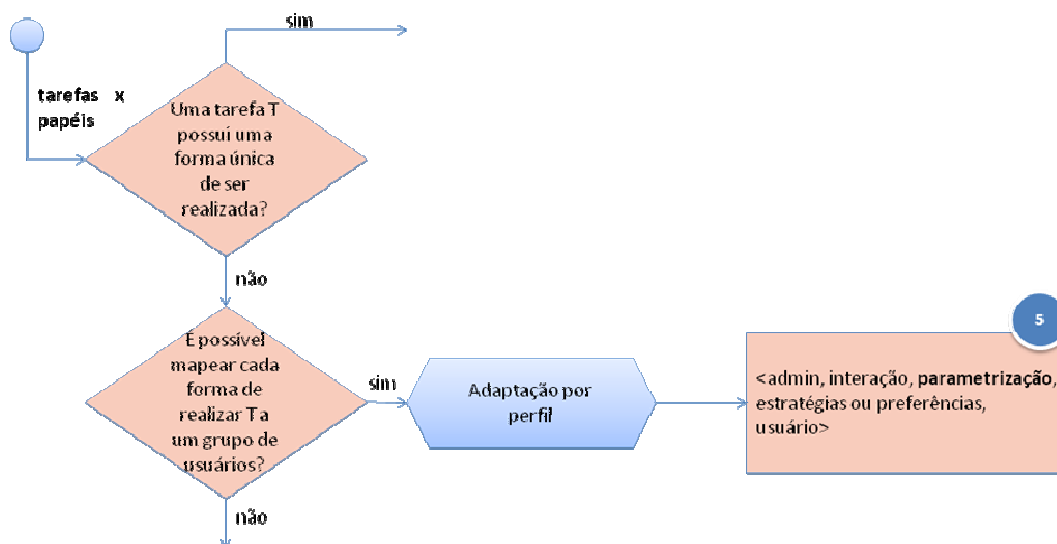 sim
tarefas x
papéis
Uma tarefa T
possui uma
forma única
de ser
realizada?
não
É possível
mapear cada
forma de
realizar T a
um grupo de
usuários?
sim
Adaptação por
perfil
5
<admin, interação, parametrização,
estratégias ou preferências,
usuário>
não